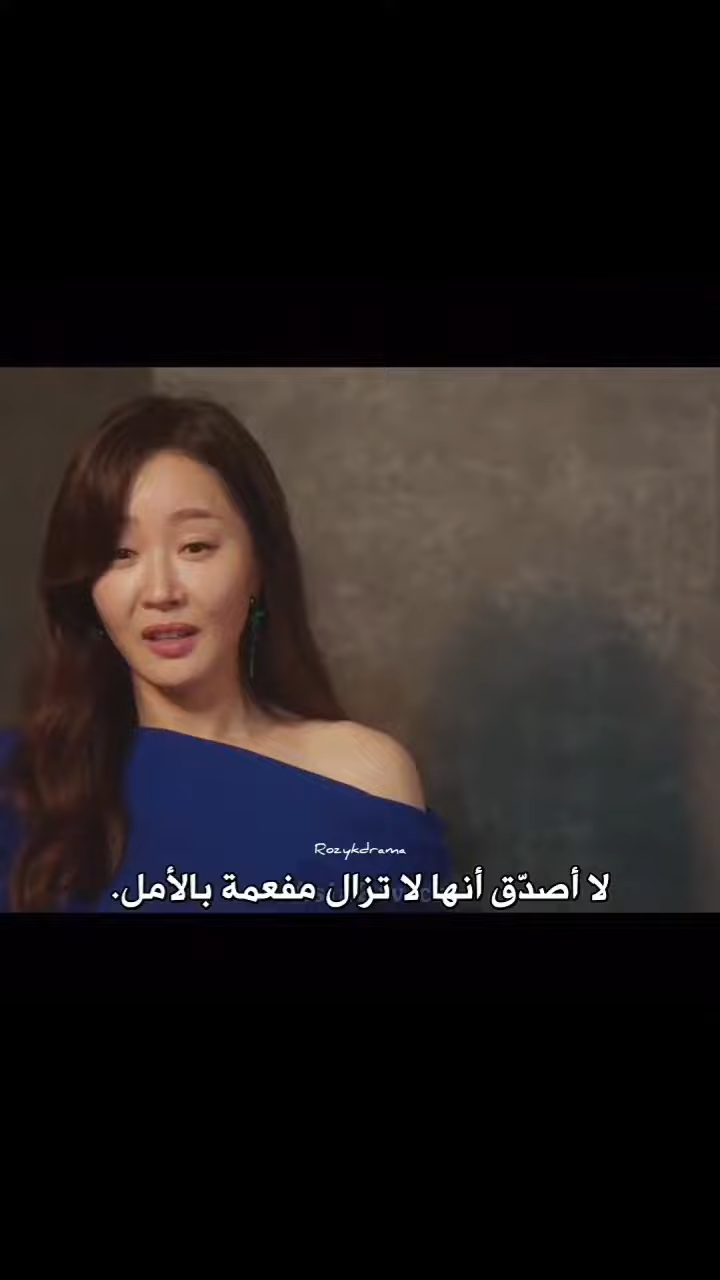 Rozykdrama
لا أصدّق أنها لا تزال مفعمة بالأمل.